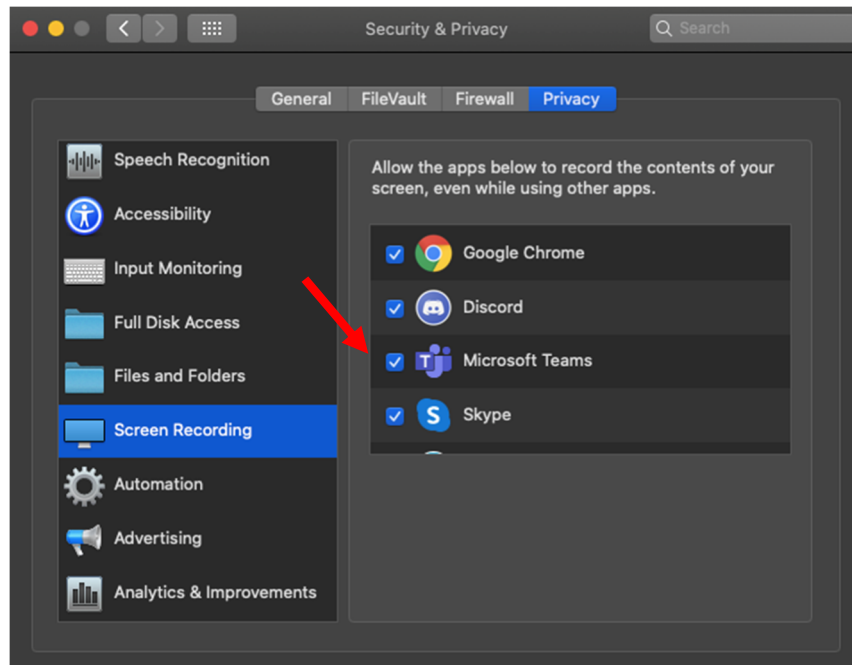 Security & Privacy
Search
General
FileVault
Firewall
Privacy
Speech Recognition
Accessibility
Input Monitoring
Full Disk Access
Files and Folders
Screen Recording
Automation
Advertising
Analytics & Improvements
Allow the apps below to record the contents of your
screen, even while using other apps.
Google Chrome
Discord
Microsoft Teams
Skype